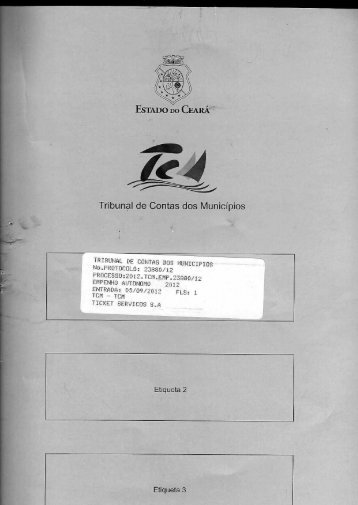 ESTADO DO CEARÁ
Tcm
Tribunal de Contas dos Municípios
TRIBUNAL DE CONTAS DOS MUNICIPIOS
No.PROTOCOLO: 23980/12
PROCESSO:2012.TCM.EMP.23980/12
EMPENHO AUTONOMO 2012
ENTRADA: 05/09/2012 FLS: 1
TCM - TCM
TICKET SERVICOS S.A
Etiqueta 2
Etiqueta 3